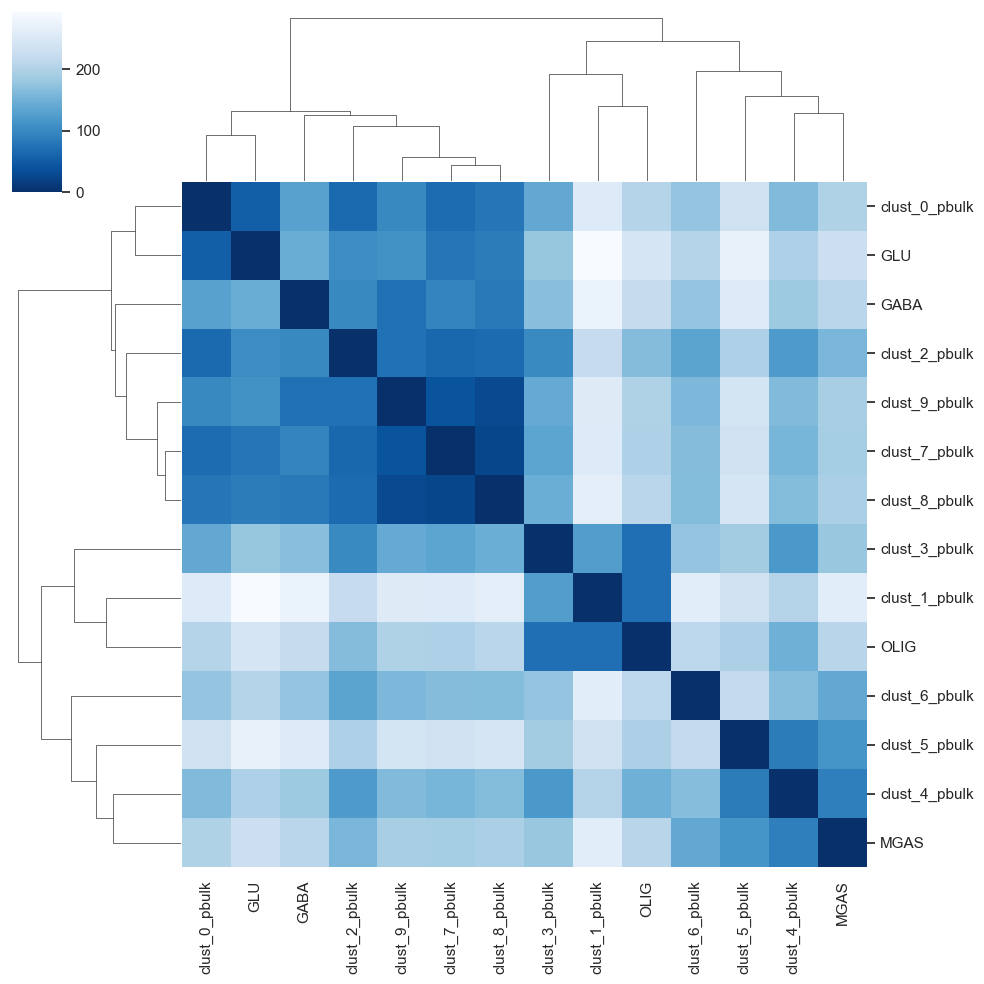 200
100
0
clust_0_pbulk
GLU
GABA
clust_2_pbulk
clust_9_pbulk
clust_7_pbulk
clust_8_pbulk
clust_3_pbulk
clust_1_pbulk
OLIG
clust_6_pbulk
clust_5_pbulk
clust_4_pbulk
MGAS
clust_0_pbulk
GLU
GABA
clust_2_pbulk
clust_9_pbulk
clust_7_pbulk
clust_8_pbulk
clust_3_pbulk
clust_1_pbulk
OLIG
clust_6_pbulk
clust_5_pbulk
clust_4_pbulk
MGAS